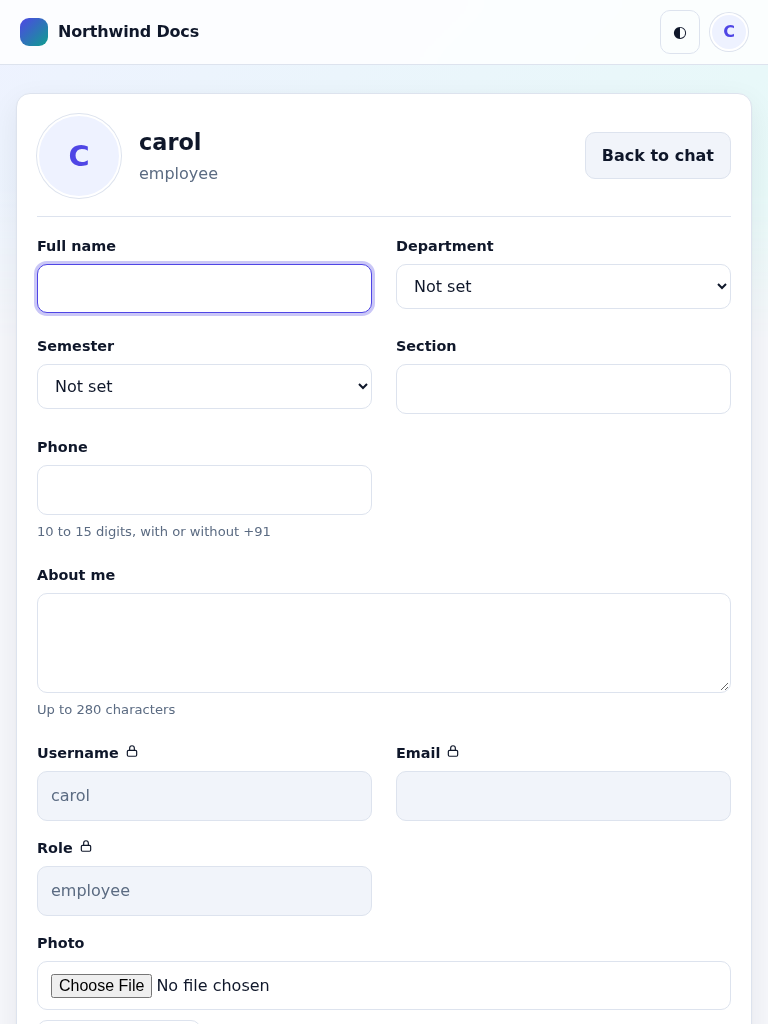 Northwind Docs
◐
C
C
carol
employee
Back to chat
Full name
Department
Not set
Semester
Section
Not set
Phone
10 to 15 digits, with or without +91
About me
Up to 280 characters
Username
Email
carol
Role
employee
Photo
Choose File No file chosen